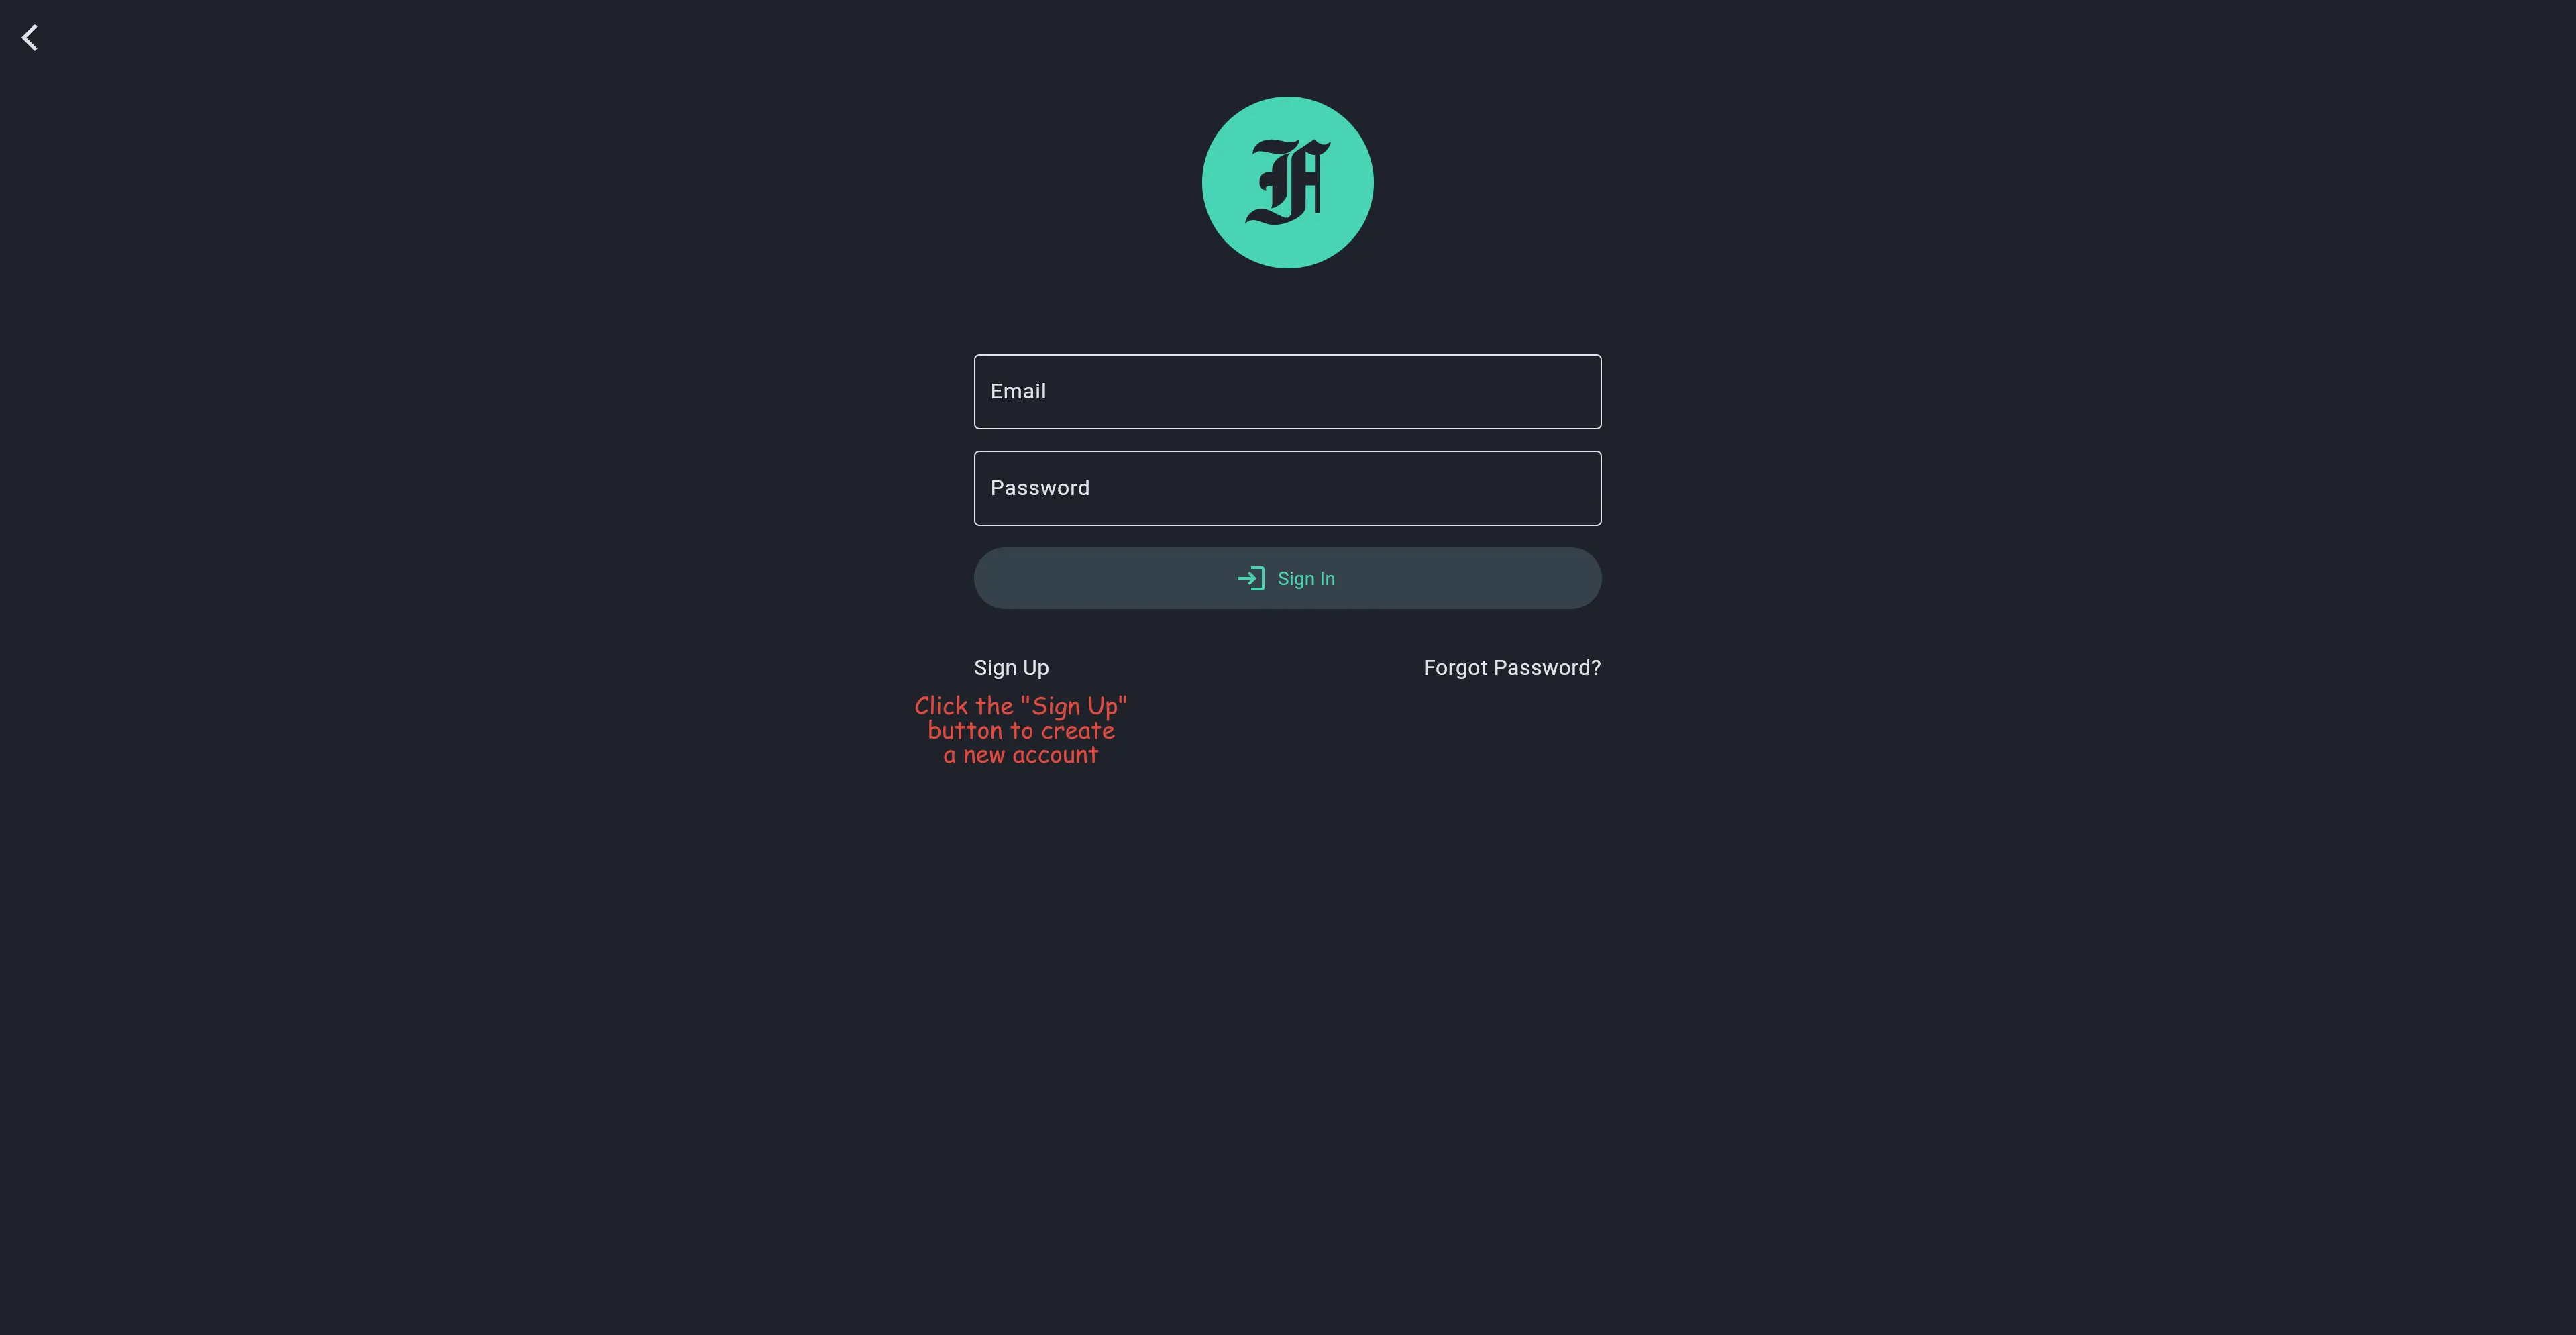 Email
Password
Sign In
Sign Up
Forgot Password?
Click the "Sign Up"
button to create
a new account